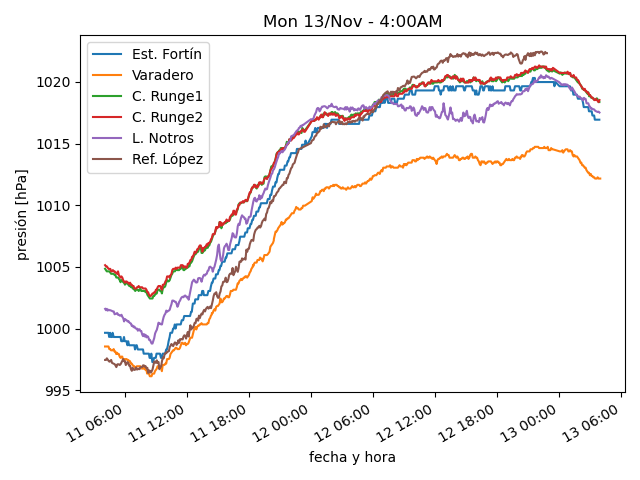 Mon 13/Nov - 4:00AM
Est. Fortín
Varadero
C. Runge1
C. Runge2
L. Notros
Ref. López
presión [hPa]
1020
1015
1010
1005
1000
995
11 06:00
11 12:00
11 18:00
12 00:00
12 06:00
12 12:00
12 18:00
13 00:00
13 06:00
fecha y hora